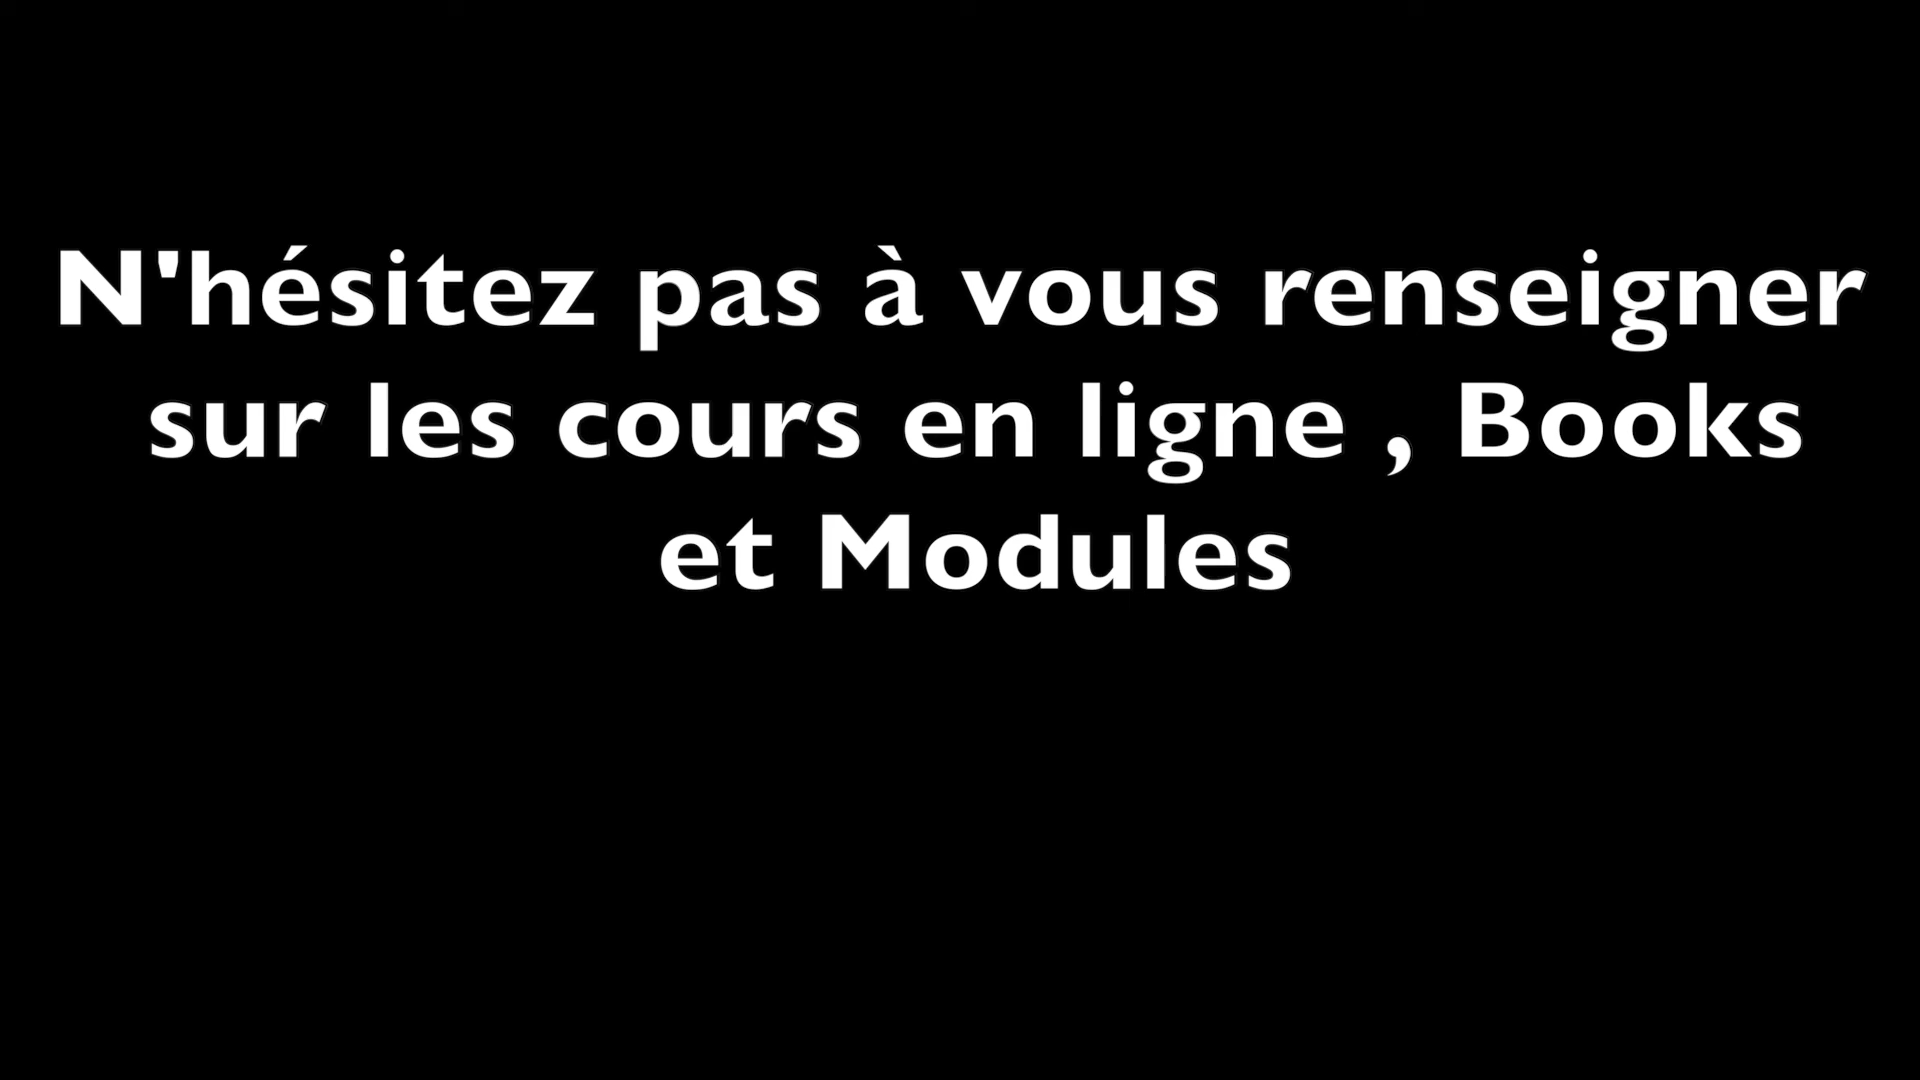 N'hésitez pas à vous renseigner
sur les cours en ligne , Books
et Modules